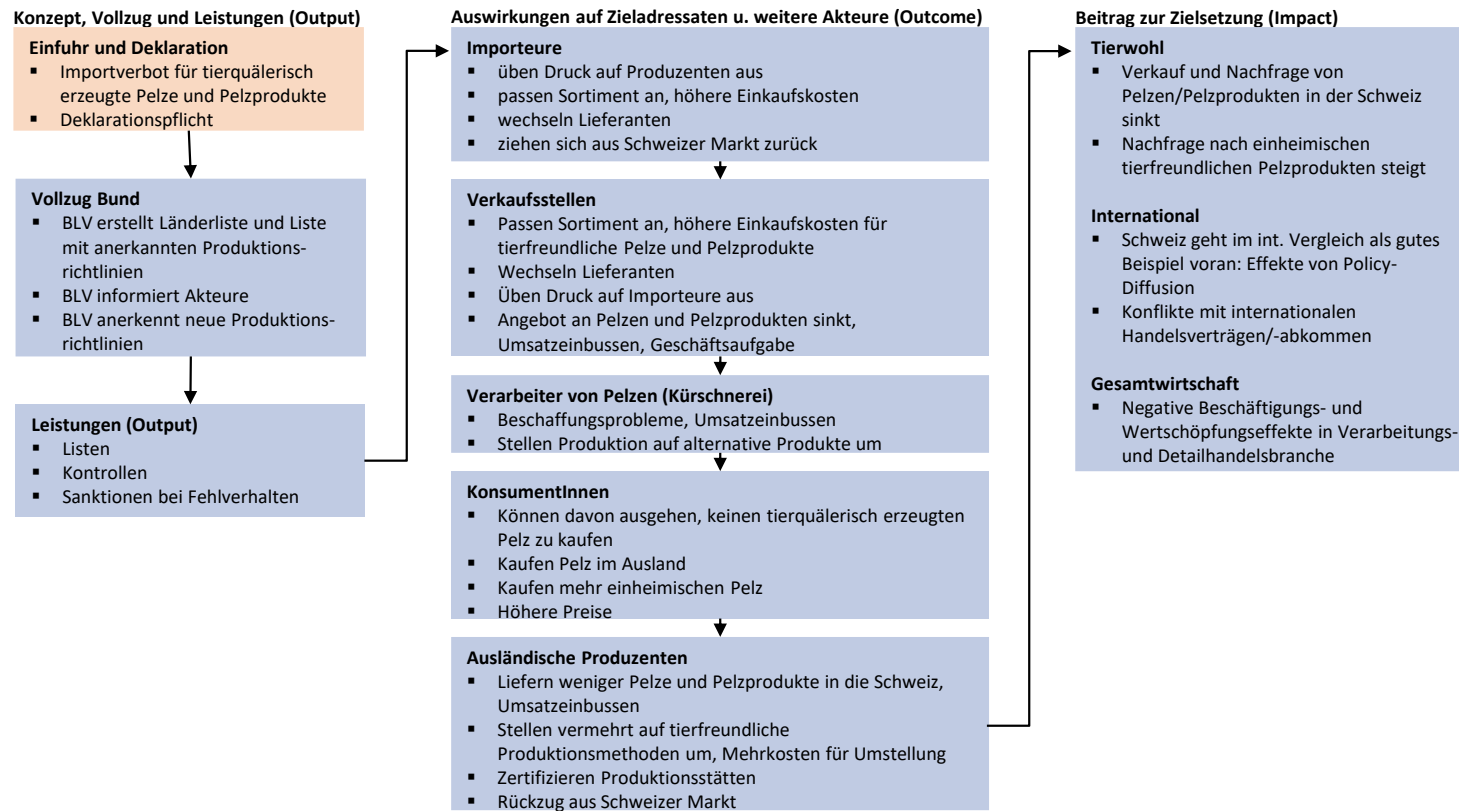 Konzept, Vollzug und Leistungen (Output)
Einfuhr und Deklaration
▪ Importverbot für tierquälerisch
erzeugte Pelze und Pelzprodukte
▪ Deklarationspflicht
Vollzug Bund
▪ BLV erstellt Länderliste und Liste
mit anerkannten Produktions-
richtlinien
▪ BLV informiert Akteure
▪ BLV anerkennt neue Produktions-
richtlinien
Leistungen (Output)
▪ Listen
▪ Kontrollen
▪ Sanktionen bei Fehlverhalten
Auswirkungen auf Zieladressaten u. weitere Akteure (Outcome)
Importeure
▪ üben Druck auf Produzenten aus
▪ passen Sortiment an, höhere Einkaufskosten
▪ wechseln Lieferanten
▪ ziehen sich aus Schweizer Markt zurück
Verkaufsstellen
▪ Passen Sortiment an, höhere Einkaufskosten für
tierfreundliche Pelze und Pelzprodukte
▪ Wechseln Lieferanten
▪ Üben Druck auf Importeure aus
▪ Angebot an Pelzen und Pelzprodukten sinkt,
Umsatzeinbussen, Geschäftsaufgabe
Verarbeiter von Pelzen (Kürschnerei)
▪ Beschaffungsprobleme, Umsatzeinbussen
▪ Stellen Produktion auf alternative Produkte um
KonsumentInnen
▪ Können davon ausgehen, keinen tierquälerisch erzeugten
Pelz zu kaufen
▪ Kaufen Pelz im Ausland
▪ Kaufen mehr einheimischen Pelz
▪ Höhere Preise
Ausländische Produzenten
▪ Liefern weniger Pelze und Pelzprodukte in die Schweiz,
Umsatzeinbussen
▪ Stellen vermehrt auf tierfreundliche
Produktionsmethoden um, Mehrkosten für Umstellung
▪ Zertifizieren Produktionsstätten
▪ Rückzug aus Schweizer Markt
Beitrag zur Zielsetzung (Impact)
Tierwohl
▪ Verkauf und Nachfrage von
Pelzen/Pelzprodukten in der Schweiz
sinkt
▪ Nachfrage nach einheimischen
tierfreundlichen Pelzprodukten steigt
International
▪ Schweiz geht im int. Vergleich als gutes
Beispiel voran: Effekte von Policy-
Diffusion
▪ Konflikte mit internationalen
Handelsverträgen/-abkommen
Gesamtwirtschaft
▪ Negative Beschäftigungs- und
Wertschöpfungseffekte in Verarbeitungs-
und Detailhandelsbranche